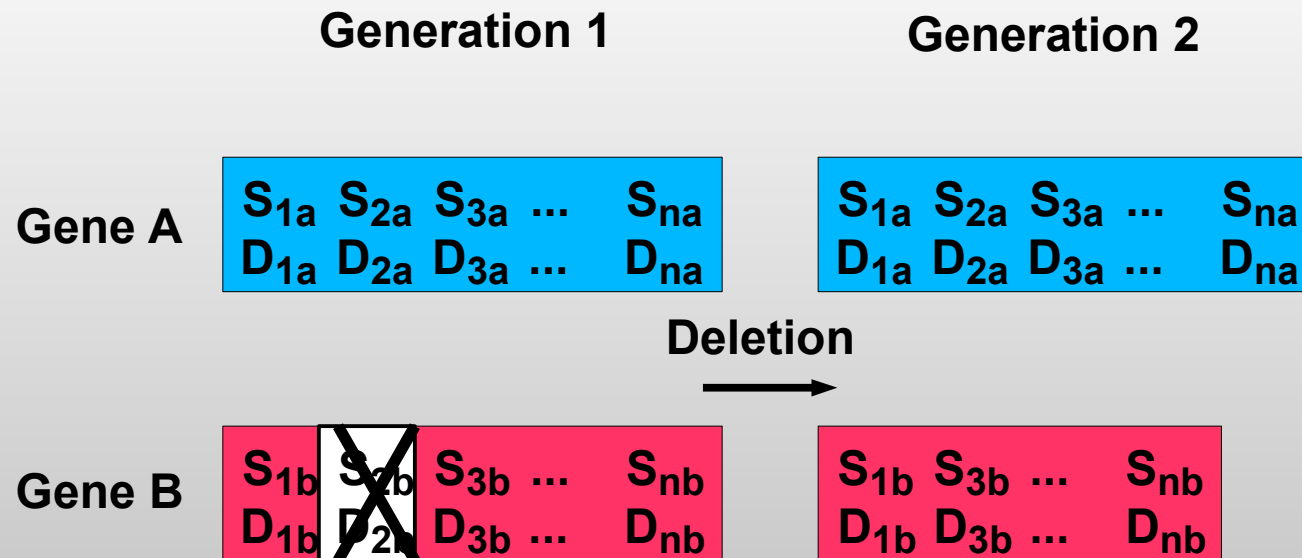 Generation 1 Generation 2
Gene A S1a S2a S3a ... Sna S1a S2a S3a ... Sna
D1a D2a D3a ... Dna D1a D2a D3a ... Dna
Deletion
Gene B S1b S2b S3b ... Snb S1b S3b ... Snb
D1b D2b D3b ... Dnb D1b D3b ... Dnb